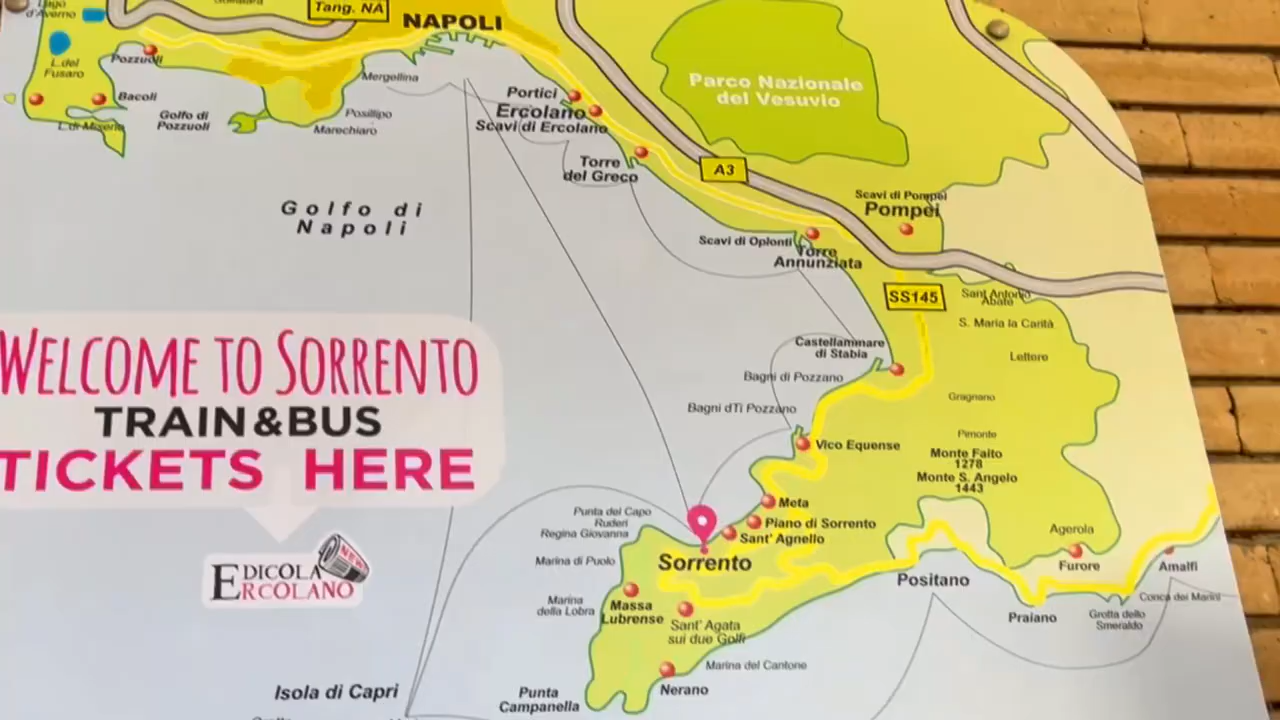 Lago
d'Averno
Tang. NA
NAPOLI
Pozzuoli
L.del
Fusaro
Bacoli
L.di Miseno
Golfo di
Pozzuoli
Mergellina
Posillipo
Marechiaro
Portici
Ercolano
Scavi di Ercolano
Torre
del Greco
Parco Nazionale
del Vesuvio
A3
Scavi di Pompei
Pompei
Golfo di
Napoli
Scavi di Oplonti
Torre
Annunziata
SS145
Sant'Antonio
Abate
S. Maria la Carità
Lettere
Castellammare
di Stabia
Bagni di Pozzano
Gragnano
Bagni dTi Pozzano
Vico Equense
Pimonte
Monte Faito
1278
Monte S. Angelo
1443
WELCOME TO SORRENTO
TRAIN&BUS
TICKETS HERE
Meta
Piano di Sorrento
Sant' Agnello
Punta del Capo
Ruderi
Regina Giovanna
Sorrento
Marina di Puolo
Agerola
Furore
Amalfi
Positano
NEWS
EDICOLA
ERCOLANO
Marina
della Lobra
Massa
Lubrense
Sant' Agata
sui due Golfi
Praiano
Grotta dello
Smeraldo
Conca dei Marini
Marina del Cantone
Nerano
Isola di Capri
Punta
Campanella